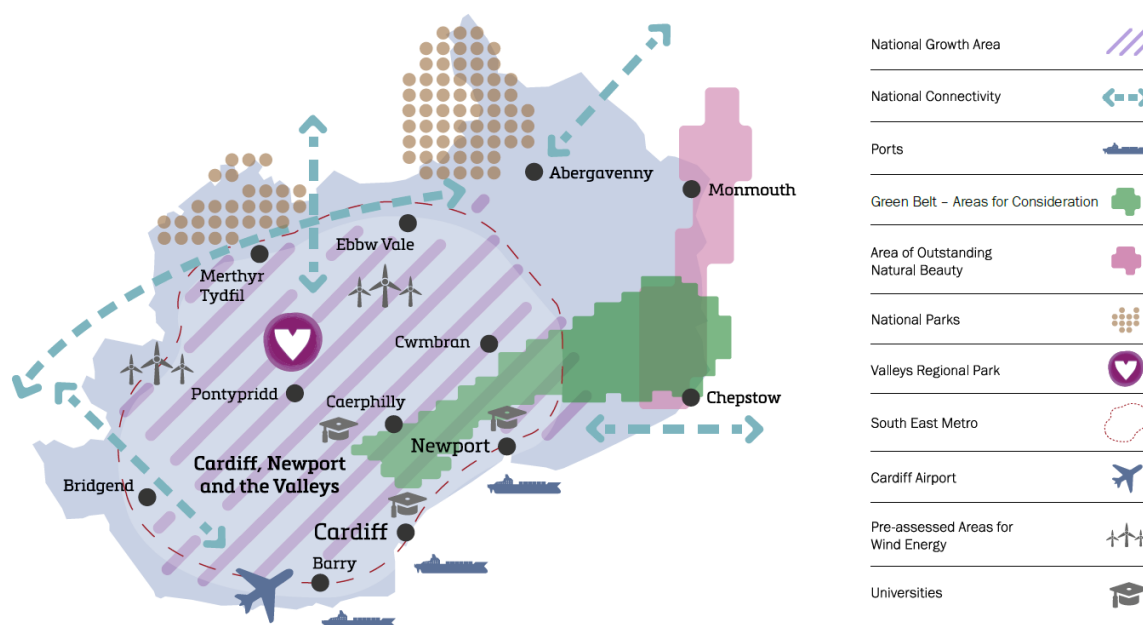 Abergavenny
Monmouth
Ebbw Vale
Merthyr
Tydfil
Cwmbran
Pontypridd
Caerphilly
Chepstow
Newport
Cardiff, Newport
and the Valleys
Bridgend
Cardiff
Barry
National Growth Area
National Connectivity
Ports
Green Belt – Areas for Consideration
Area of Outstanding
Natural Beauty
National Parks
Valleys Regional Park
South East Metro
Cardiff Airport
Pre-assessed Areas for
Wind Energy
Universities